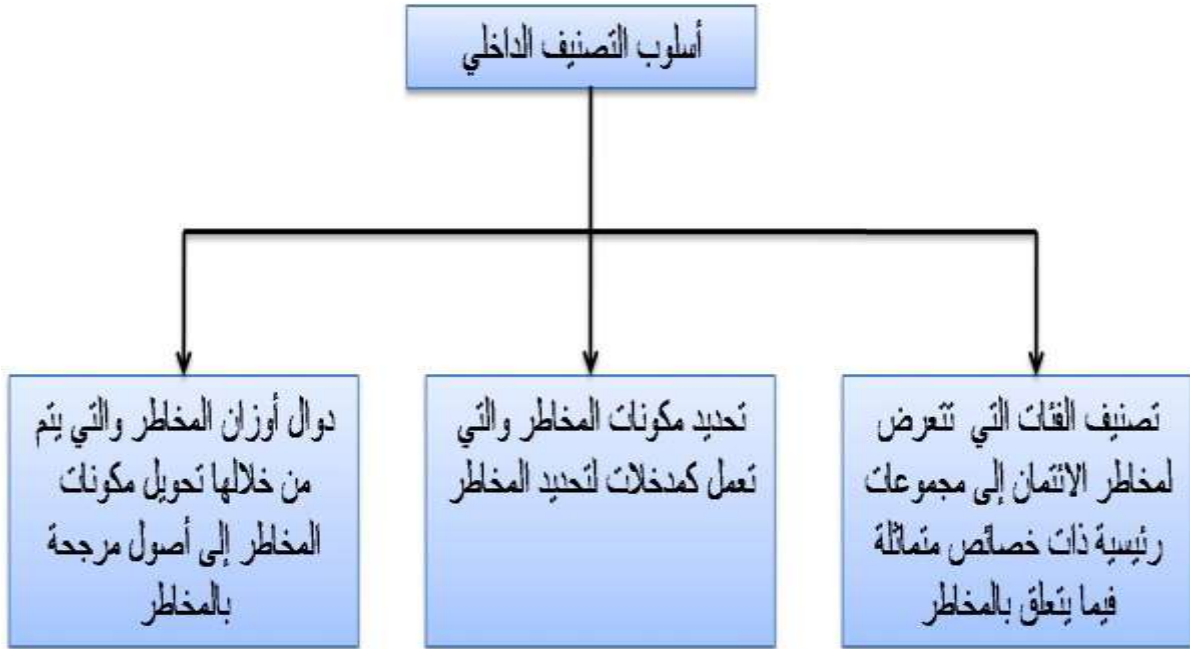 أسلوب التصنيف الداخلي
تصنيف الفئات التي تتعرض
لمخاطر الائتمان إلى مجموعات
رئيسية ذات خصائص متماثلة
فيما يتعلق بالمخاطر
تحديد مكونات المخاطر والتي
تعمل كمدخلات لتحديد المخاطر
دوال أوزان المخاطر والتي يتم
من خلالها تحويل مكونات
المخاطر إلى أصول مرجحة
بالمخاطر